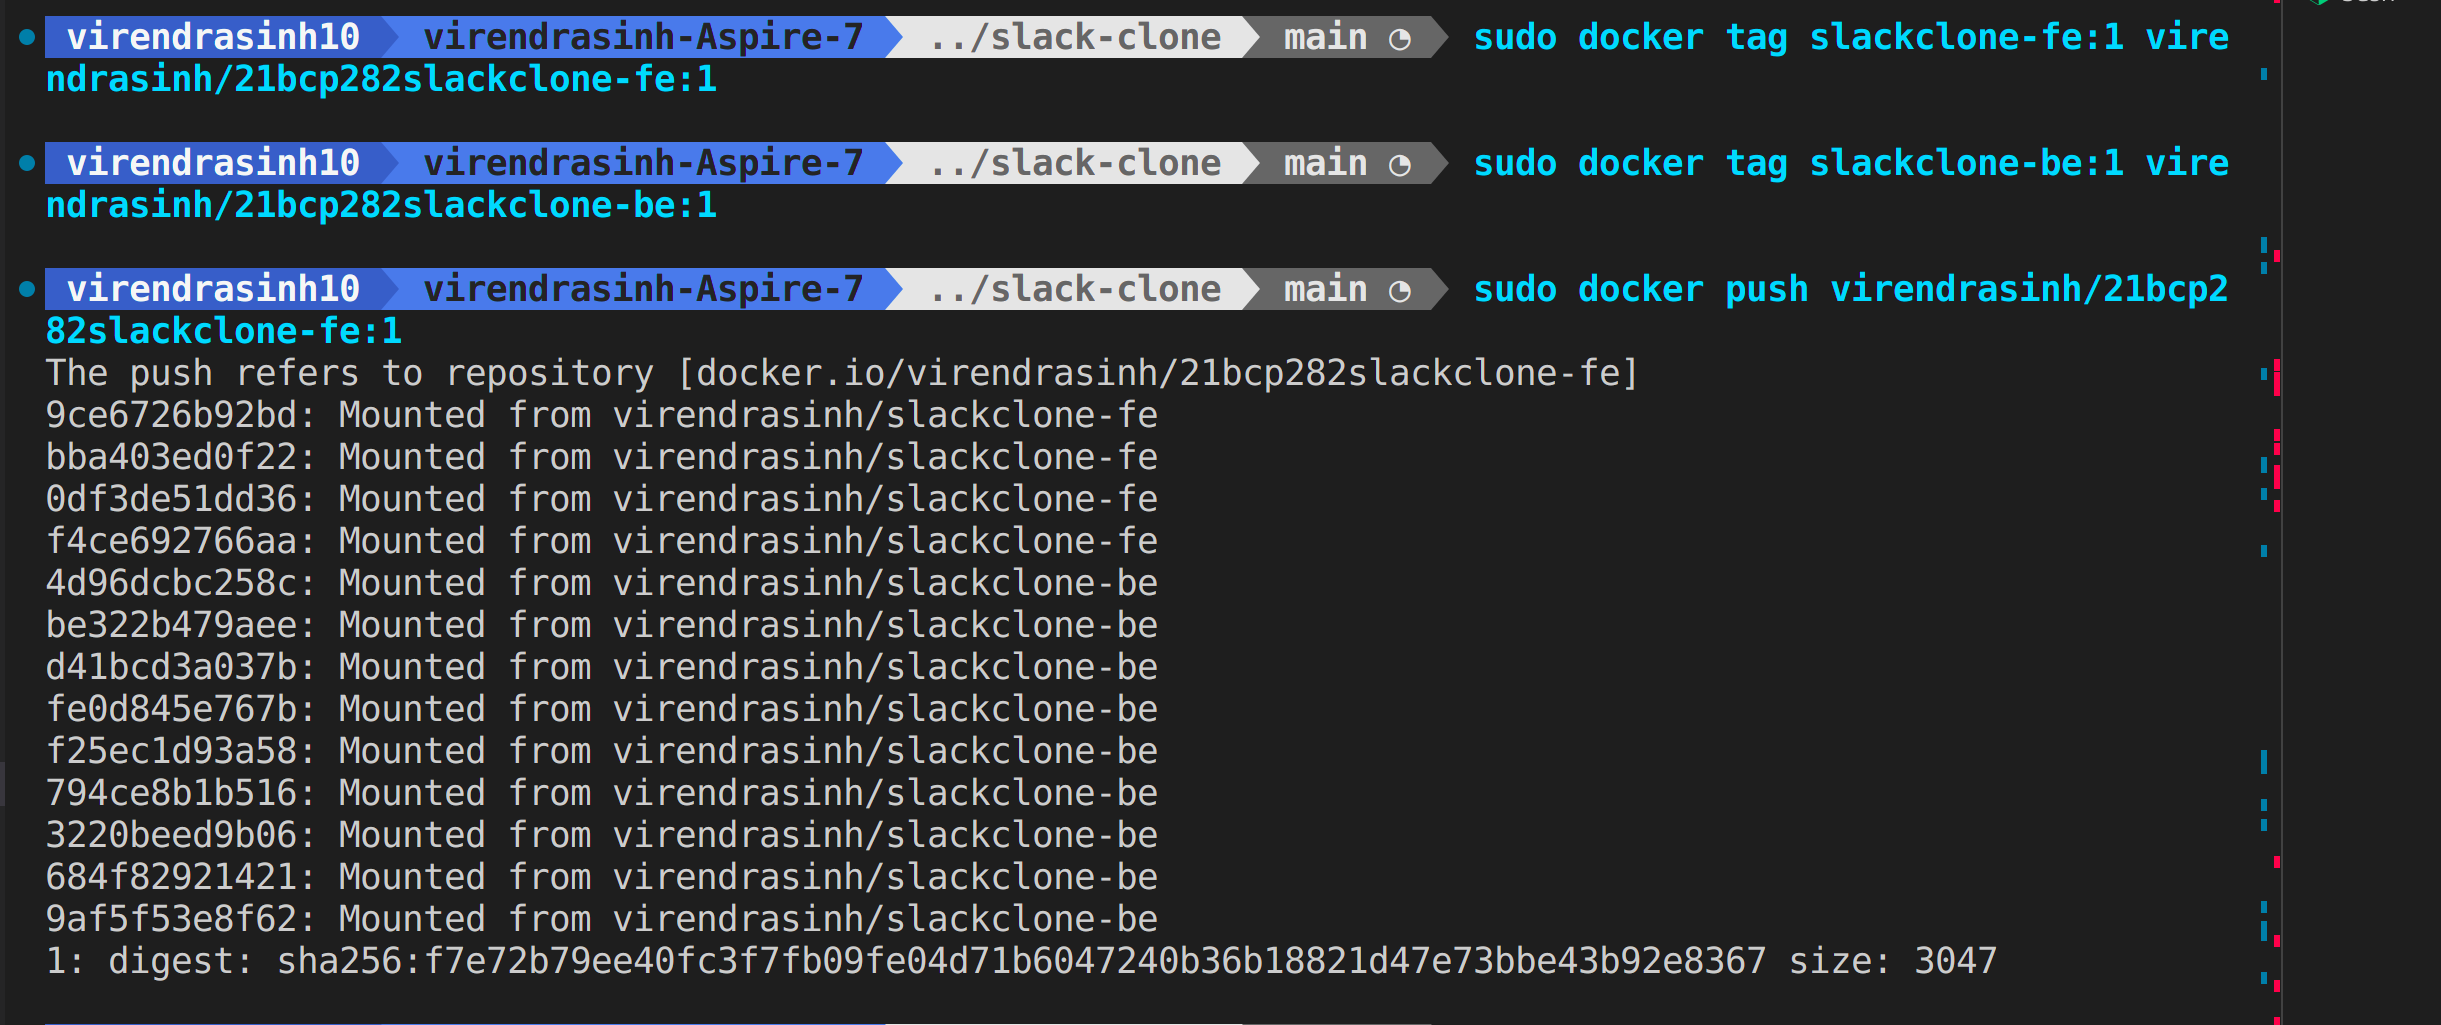 virendrasinh10 virendrasinh-Aspire-7 ../slack-clone main ◔ sudo docker tag slackclone-fe:1 vire
ndrasinh/21bcp282slackclone-fe:1
virendrasinh10 virendrasinh-Aspire-7 ../slack-clone main ◔ sudo docker tag slackclone-be:1 vire
ndrasinh/21bcp282slackclone-be:1
virendrasinh10 virendrasinh-Aspire-7 ../slack-clone main ◔ sudo docker push virendrasinh/21bcp2
82slackclone-fe:1
The push refers to repository [docker.io/virendrasinh/21bcp282slackclone-fe]
9ce6726b92bd: Mounted from virendrasinh/slackclone-fe
bba403ed0f22: Mounted from virendrasinh/slackclone-fe
0df3de51dd36: Mounted from virendrasinh/slackclone-fe
f4ce692766aa: Mounted from virendrasinh/slackclone-fe
4d96dcbc258c: Mounted from virendrasinh/slackclone-be
be322b479aee: Mounted from virendrasinh/slackclone-be
d41bcd3a037b: Mounted from virendrasinh/slackclone-be
fe0d845e767b: Mounted from virendrasinh/slackclone-be
f25ec1d93a58: Mounted from virendrasinh/slackclone-be
794ce8b1b516: Mounted from virendrasinh/slackclone-be
3220beed9b06: Mounted from virendrasinh/slackclone-be
684f82921421: Mounted from virendrasinh/slackclone-be
9af5f53e8f62: Mounted from virendrasinh/slackclone-be
1: digest: sha256:f7e72b79ee40fc3f7fb09fe04d71b6047240b36b18821d47e73bbe43b92e8367 size: 3047